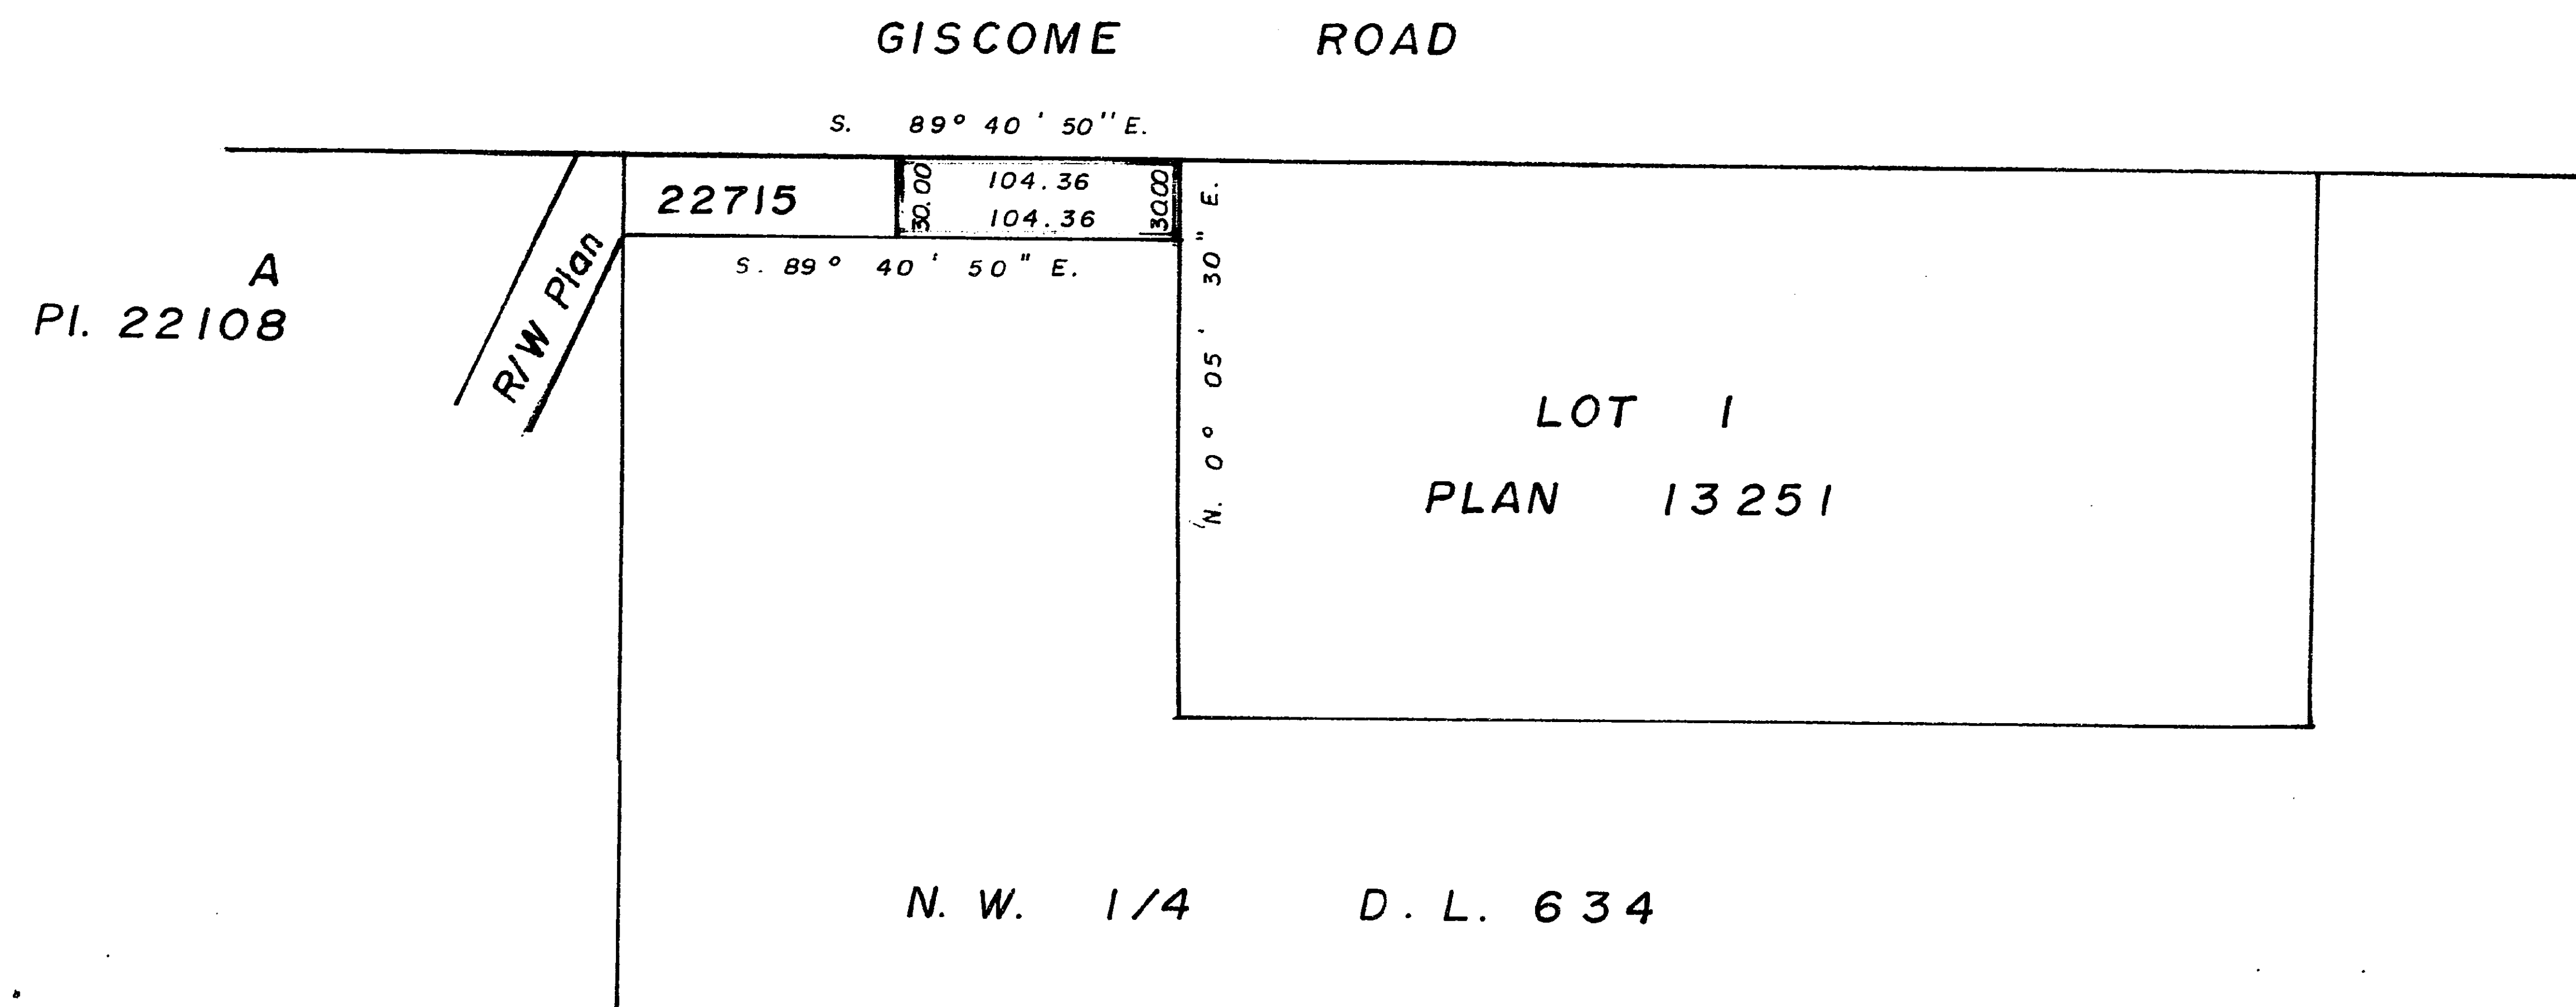 GISCOME ROAD
S. 89° 40' 50" E.
22715
30.00
104.36
104.36
30.00
S. 89° 40' 50" E.
N. 0° 05' 30" E.
A
Pl. 22108
R/W Plan
LOT 1
PLAN 13251
N. W. 1/4 D. L. 634